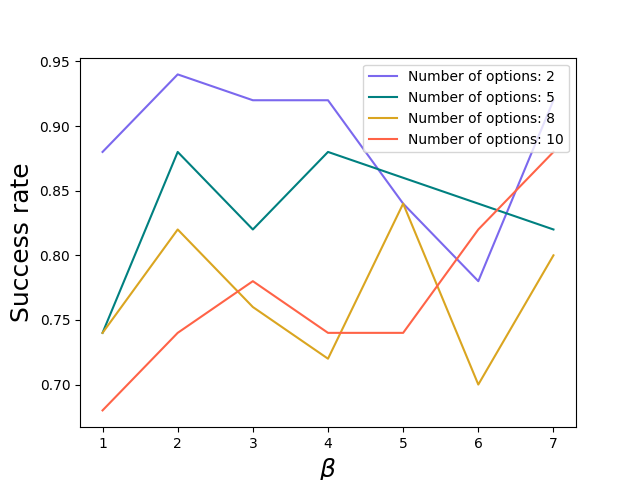 0.95
0.90
0.85
0.80
0.75
0.70
Success rate
Number of options: 2
Number of options: 5
Number of options: 8
Number of options: 10
1 2 3 4 5 6 7
β